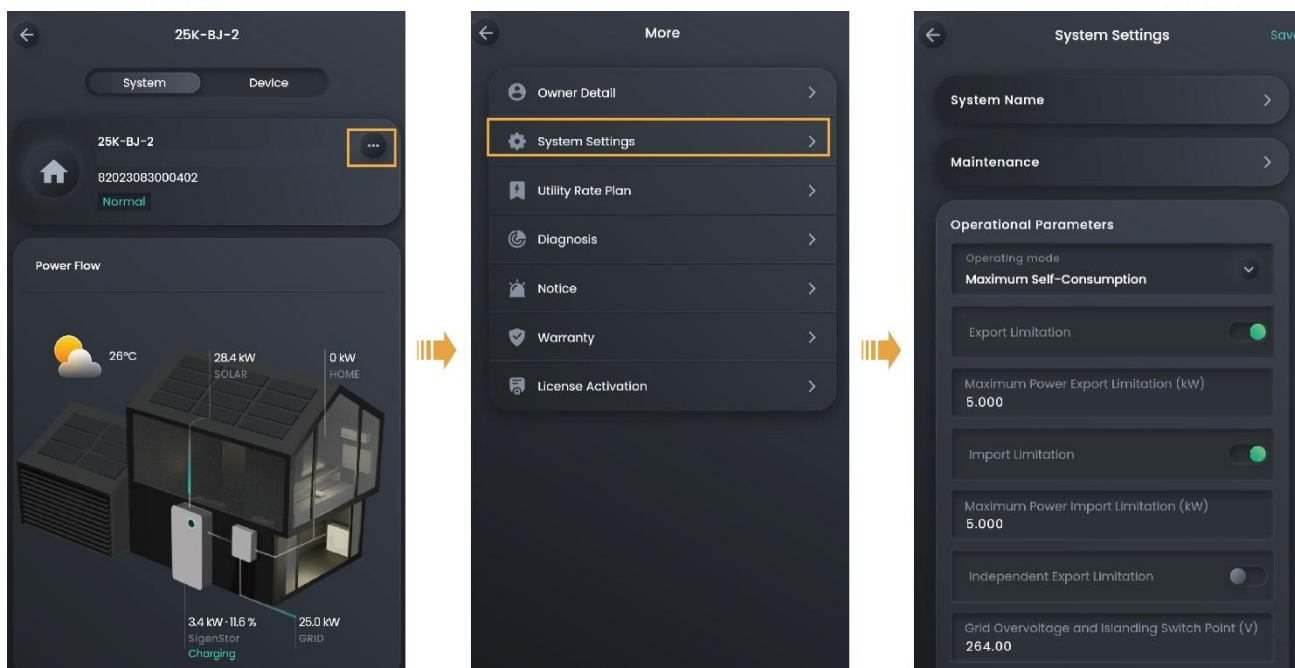 25K-BJ-2
System Device
25K-BJ-2
82023083000402
Normal
Power Flow
26°C
28.4 kW
SOLAR
0 kW
HOME
3.4 kW · 11.6 %
SigenStor
Charging
25.0 kW
GRID
More
Owner Detail
System Settings
Utility Rate Plan
Diagnosis
Notice
Warranty
License Activation
System Settings Save
System Name
Maintenance
Operational Parameters
Operating mode
Maximum Self-Consumption
Export Limitation
Maximum Power Export Limitation (kW)
5.000
Import Limitation
Maximum Power Import Limitation (kW)
5.000
Independent Export Limitation
Grid Overvoltage and Islanding Switch Point (V)
264.00